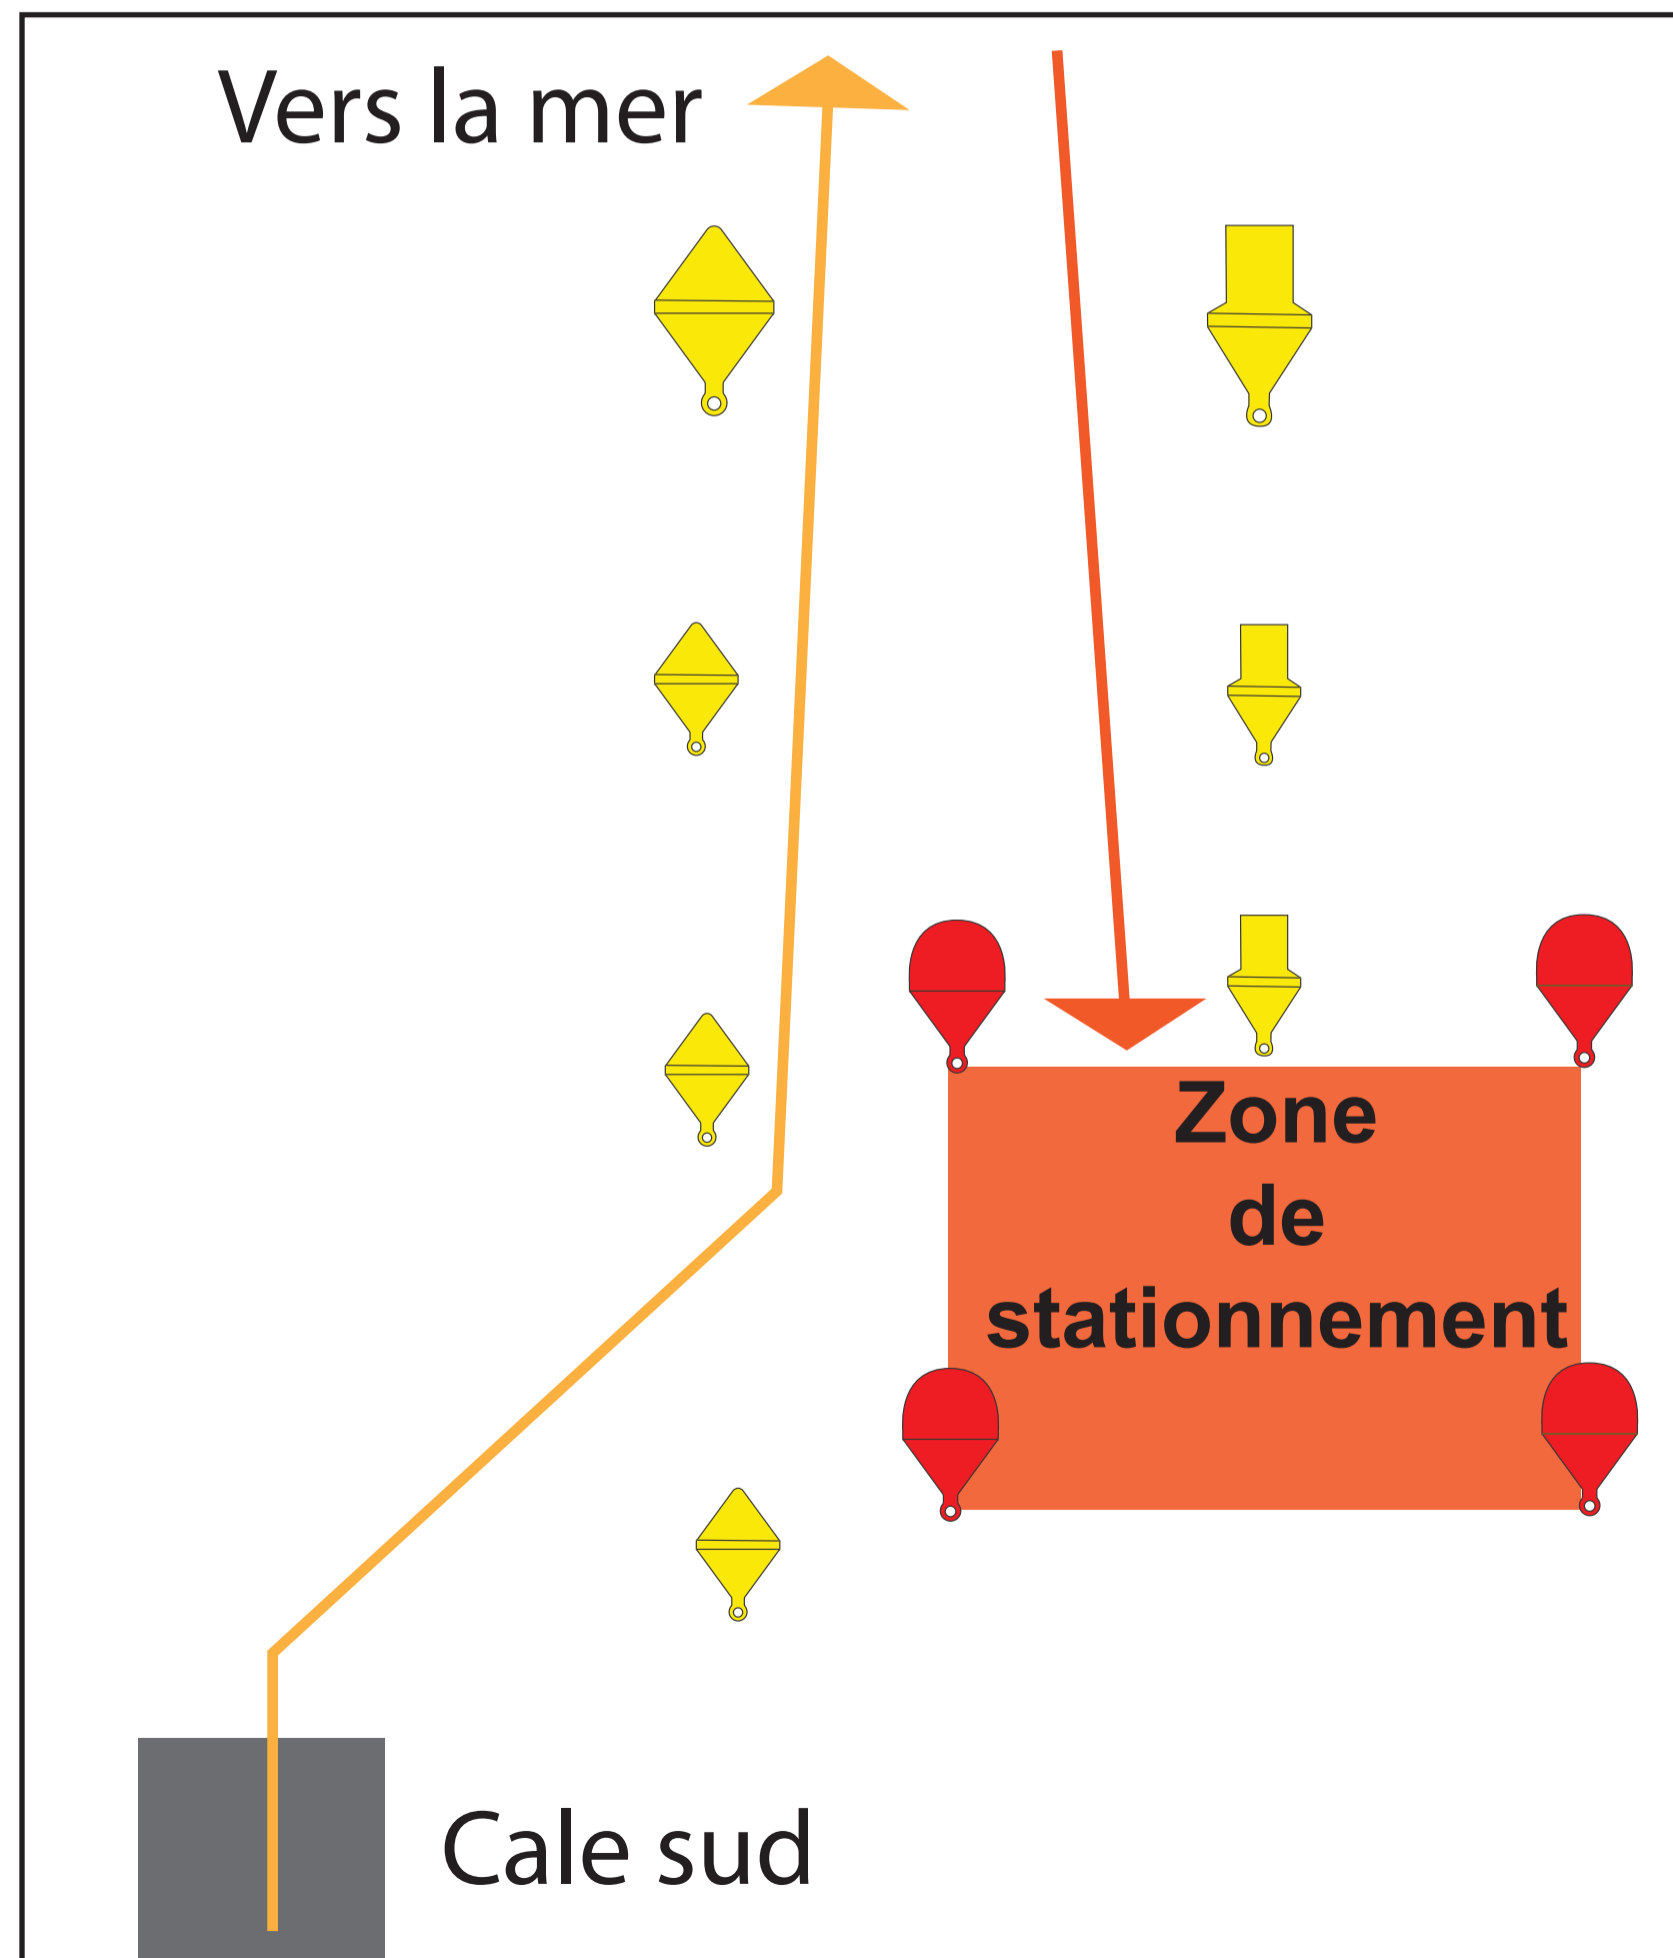 Vers la mer
Zone
de
stationnement
Cale sud